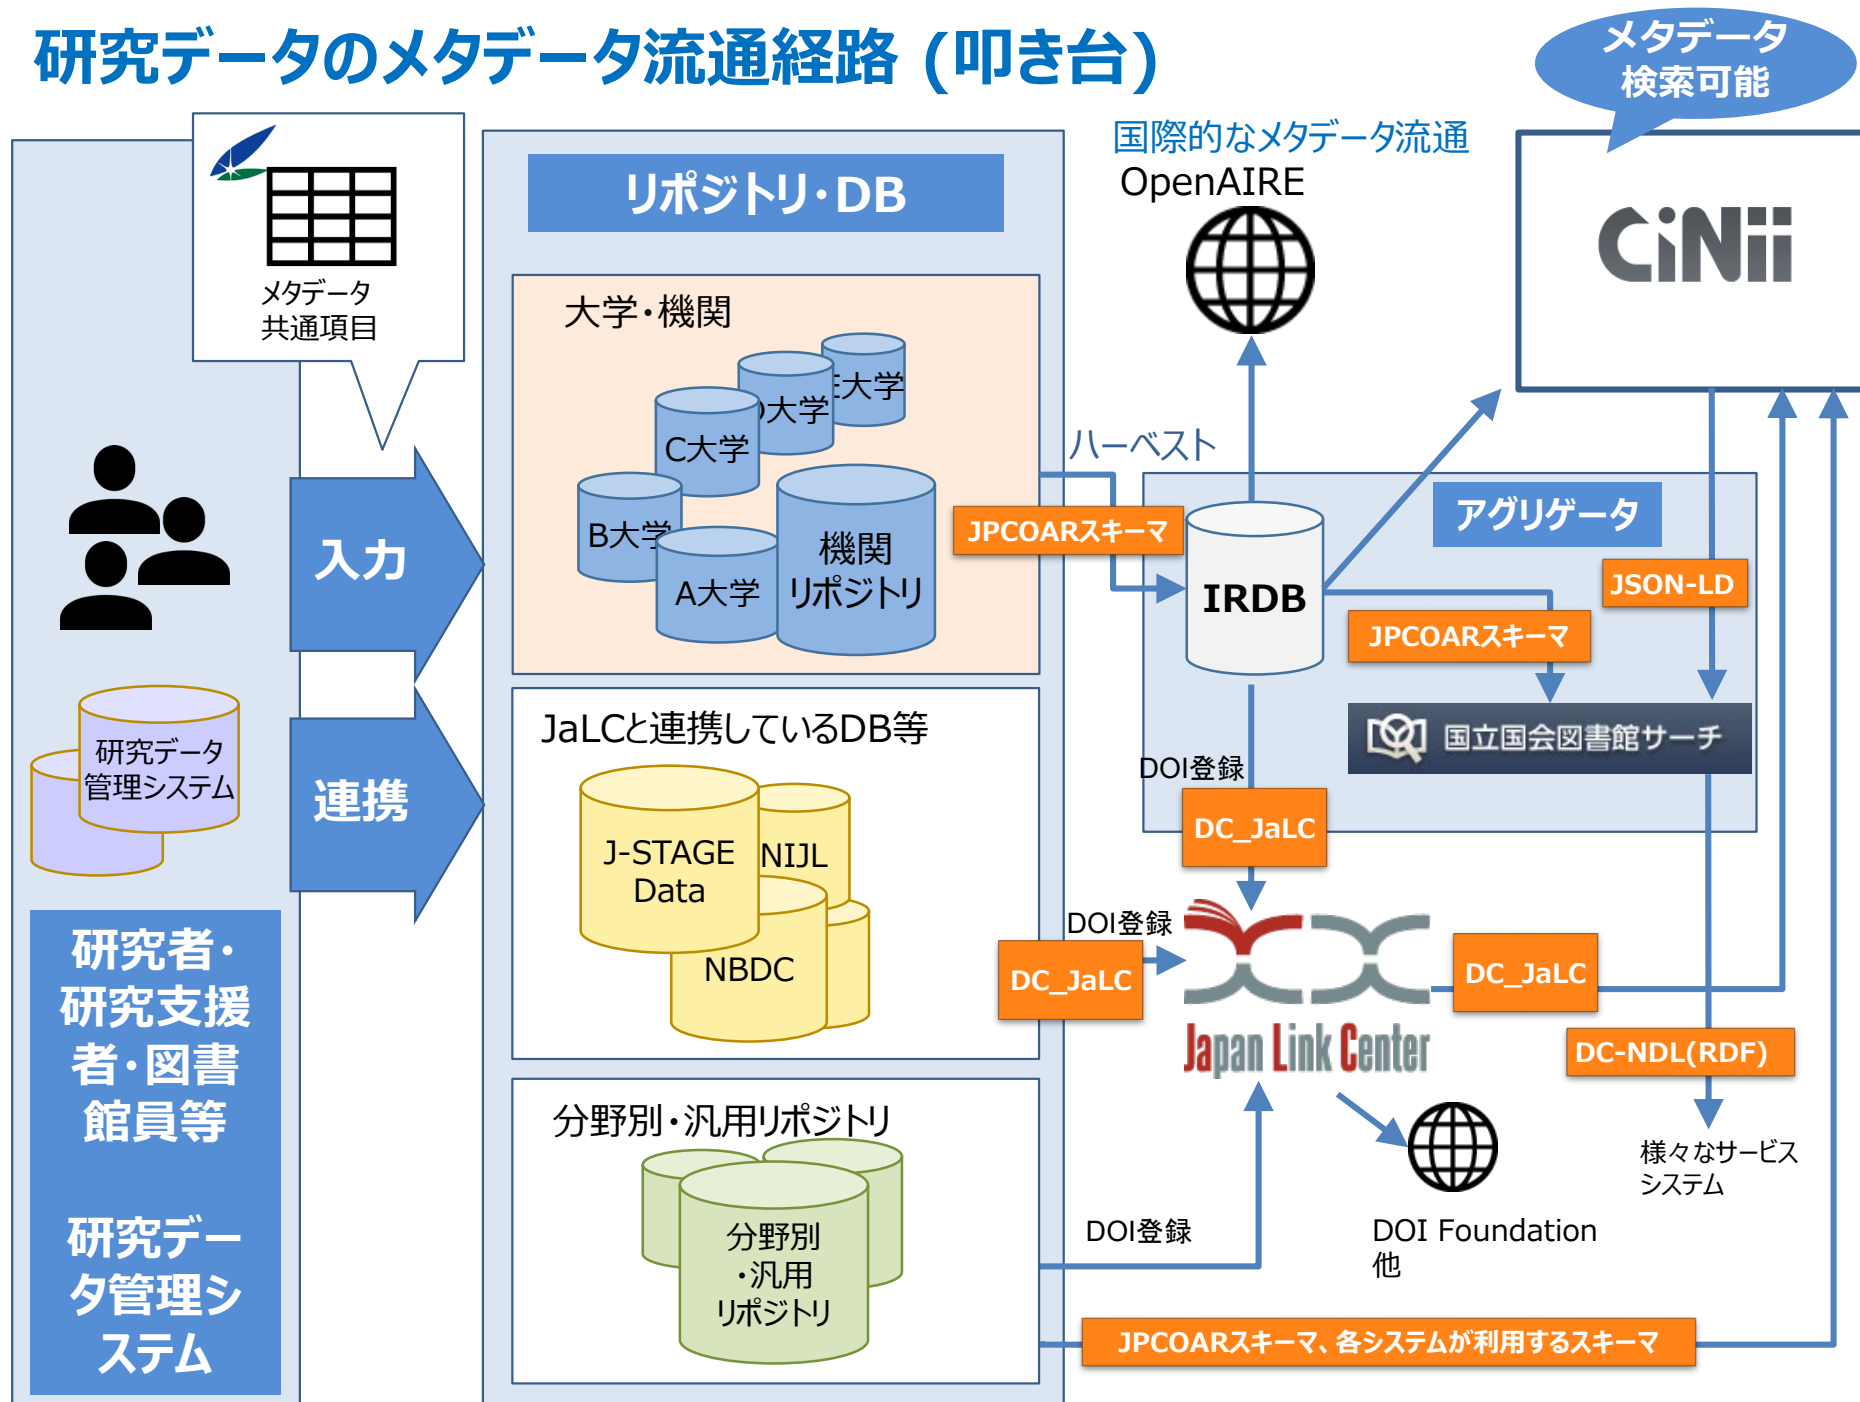 研究データのメタデータ流通経路 (叩き台)
メタデータ
検索可能
メタデータ
共通項目
リポジトリ・DB
国際的なメタデータ流通
OpenAIRE
CiNii
大学・機関
E大学
D大学
C大学
B大学
A大学
機関
リポジトリ
ハーベスト
JPCOARスキーマ
アグリゲータ
IRDB
JSON-LD
JPCOARスキーマ
国立国会図書館サーチ
入力
連携
研究データ
管理システム
研究者・
研究支援
者・図書
館員等
研究デー
タ管理シ
ステム
JaLCと連携しているDB等
J-STAGE
Data
NIJL
NBDC
DOI登録
DC_JaLC
DOI登録
DC_JaLC
Japan Link Center
DC_JaLC
DC-NDL(RDF)
様々なサービス
システム
DOI Foundation
他
分野別・汎用リポジトリ
分野別
・汎用
リポジトリ
DOI登録
JPCOARスキーマ、各システムが利用するスキーマ